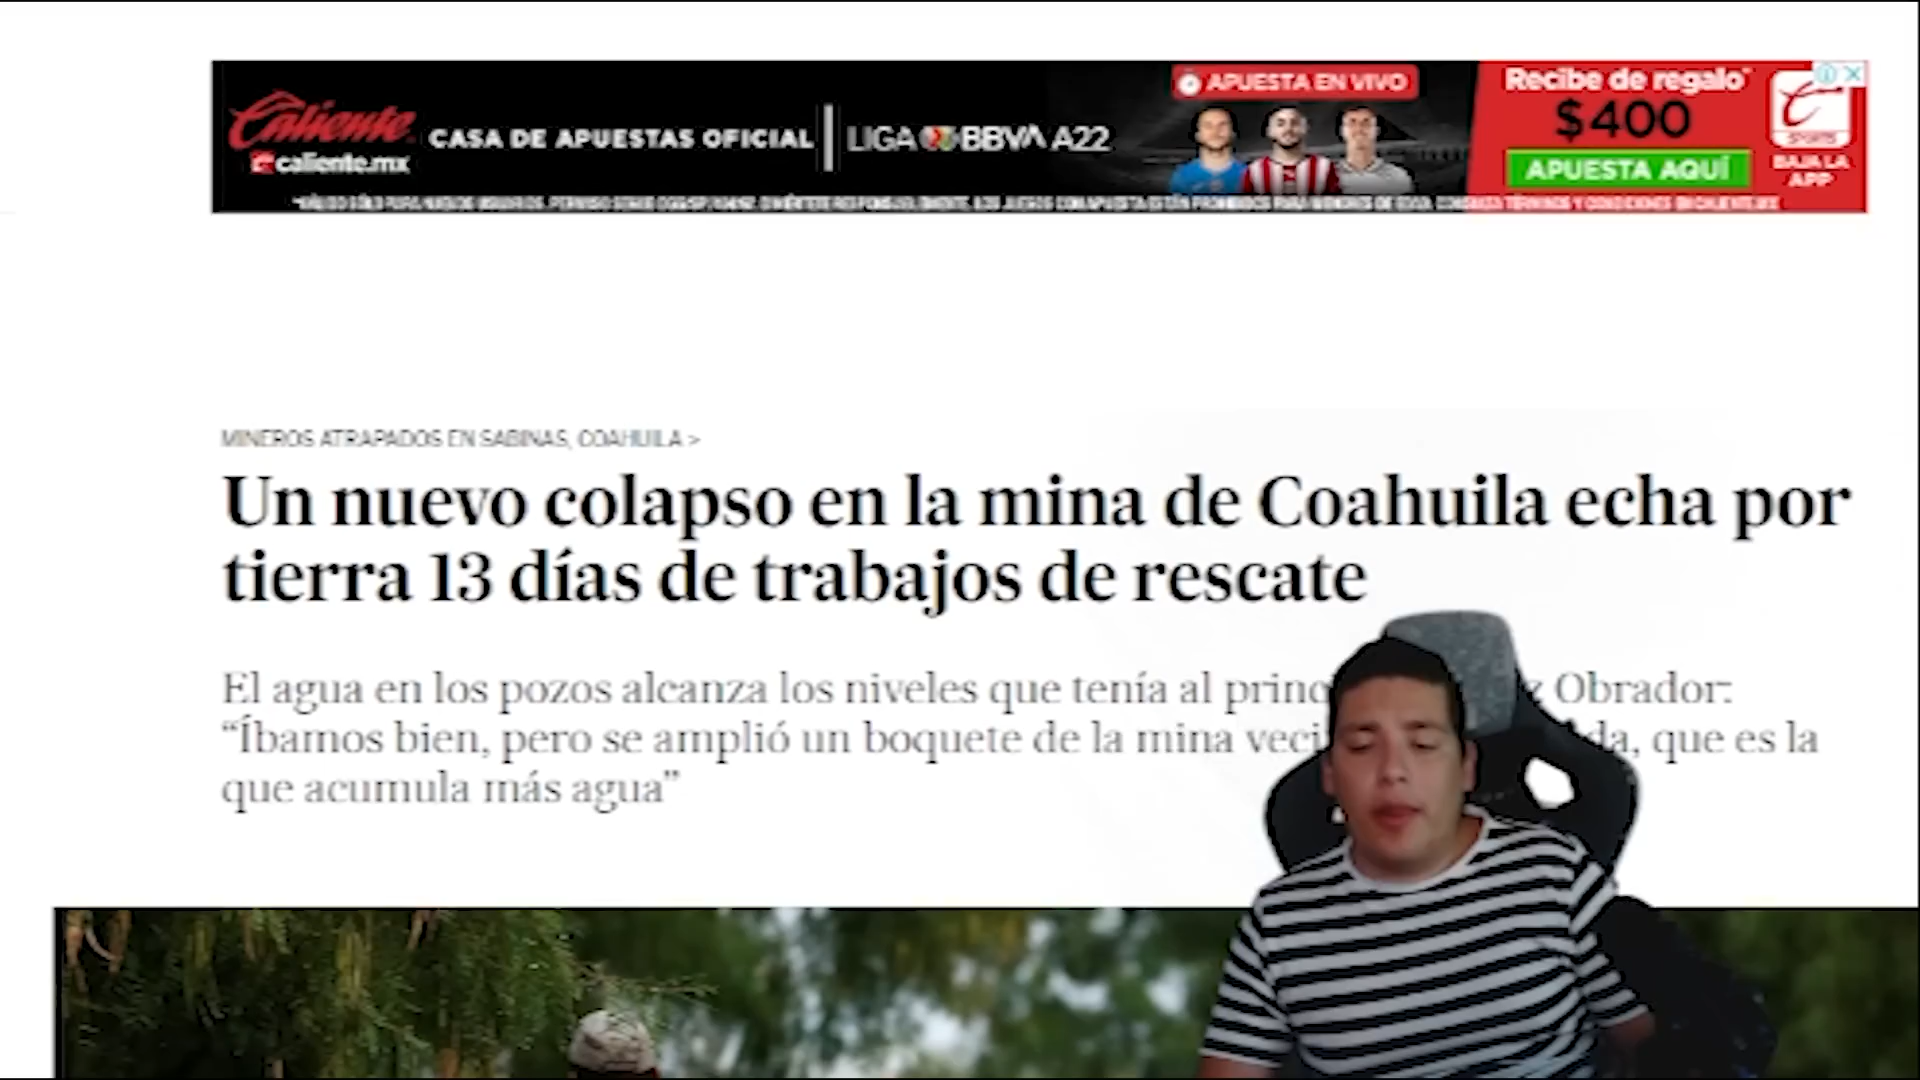 APUESTA EN VIVO
Recibe de regalo*
$400
Caliente
CASA DE APUESTAS OFICIAL
LIGA BBVA A22
caliente.mx
APUESTA AQUÍ
SPORTS
BAJA LA
APP
MINEROS ATRAPADOS EN SABINAS, COAHUILA >
Un nuevo colapso en la mina de Coahuila echa por
tierra 13 días de trabajos de rescate
El agua en los pozos alcanza los niveles que tenía al princ Obrador:
“Íbamos bien, pero se amplió un boquete de la mina veci da, que es la
que acumula más agua”